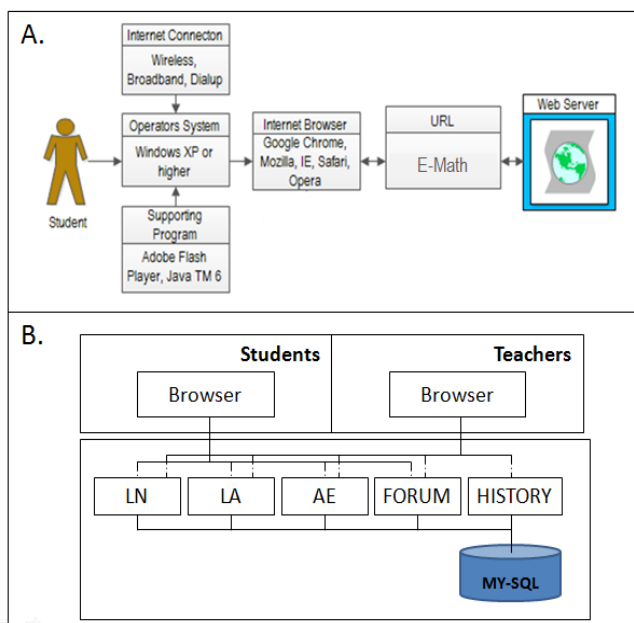 A.
Internet Connecton
Wireless,
Broadband, Dialup
Operators System
Windows XP or
higher
Supporting
Program
Adobe Flash
Player, Java TM 6
Student
Internet Browser
Google Chrome,
Mozilla, IE, Safari,
Opera
URL
E-Math
Web Server
B.
Students
Teachers
Browser
Browser
LN
LA
AE
FORUM
HISTORY
MY-SQL